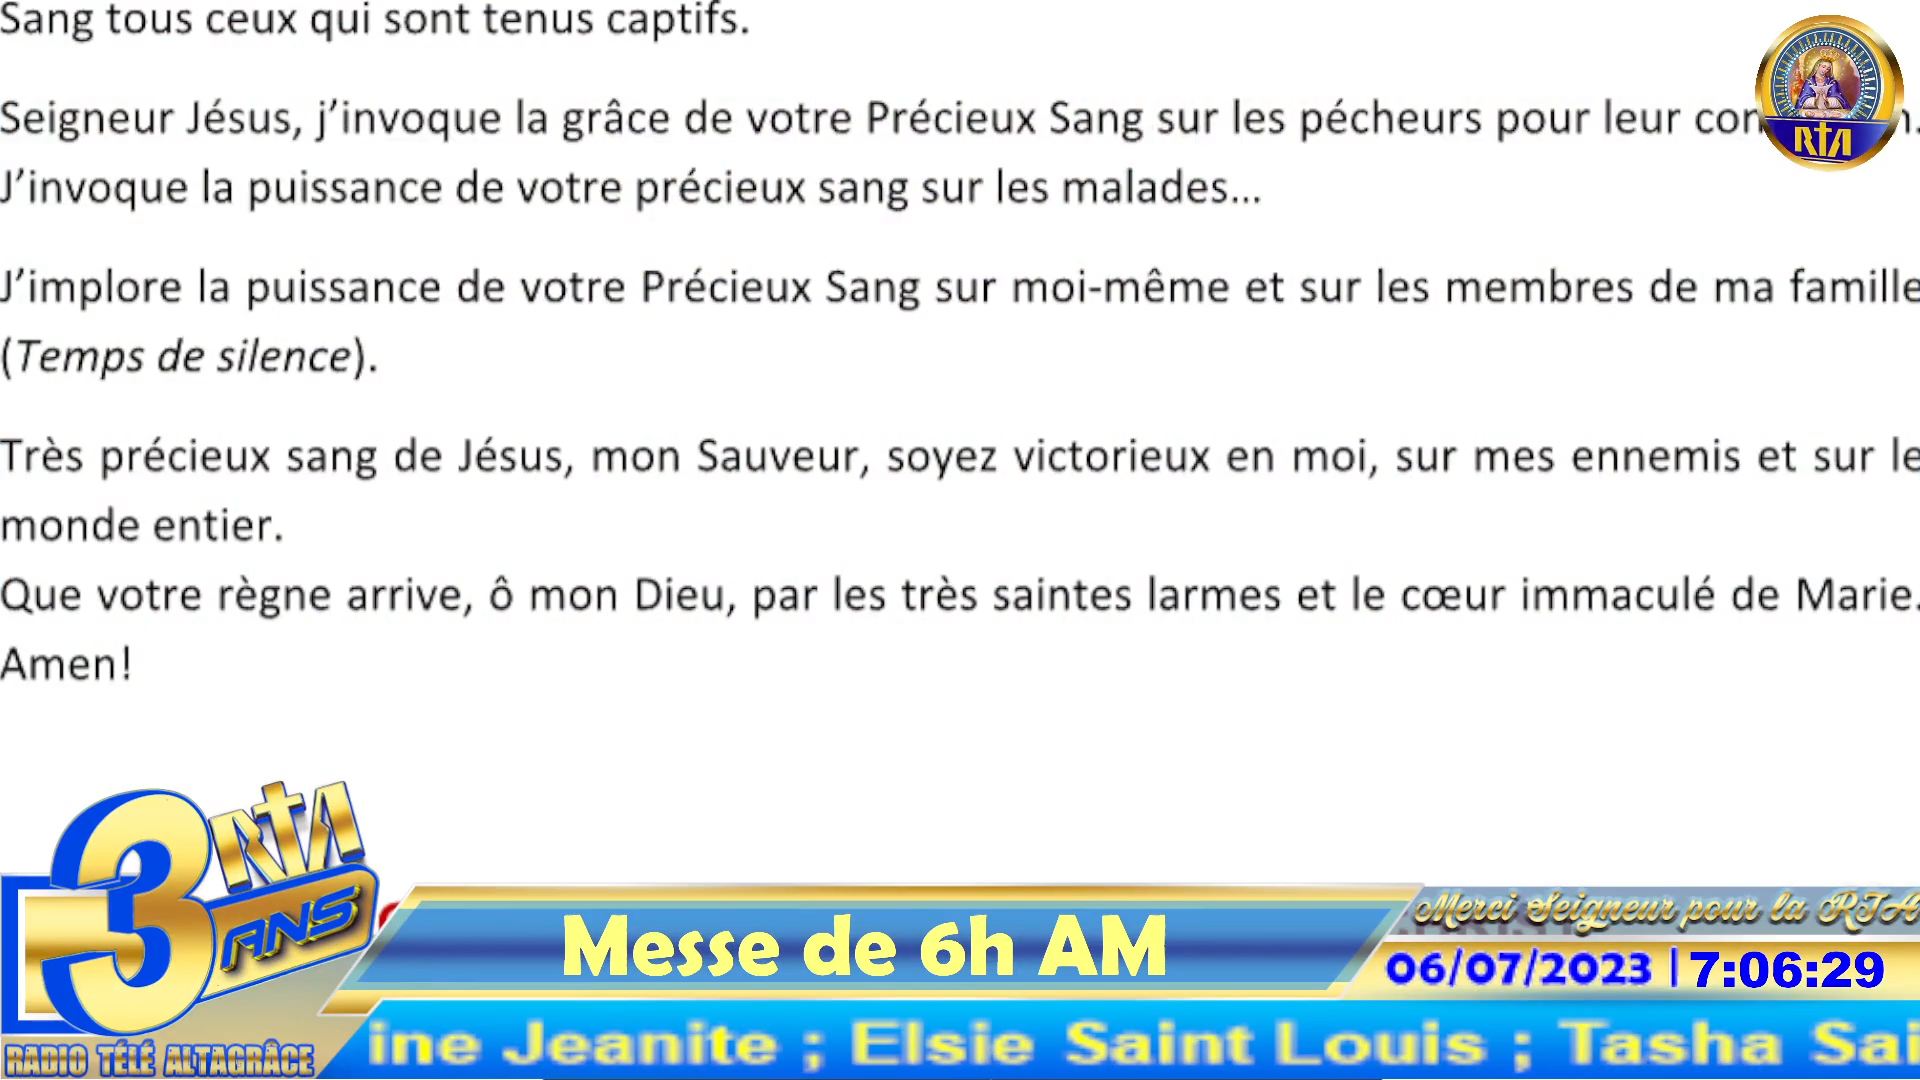 Sang tous ceux qui sont tenus captifs.
Seigneur Jésus, j’invoque la grâce de votre Précieux Sang sur les pécheurs pour leur
J’invoque la puissance de votre précieux sang sur les malades...
J’implore la puissance de votre Précieux Sang sur moi-même et sur les membres de ma famille
(Temps de silence).
Très précieux sang de Jésus, mon Sauveur, soyez victorieux en moi, sur mes ennemis et sur le
monde entier.
Que votre règne arrive, ô mon Dieu, par les très saintes larmes et le cœur immaculé de Marie.
Amen!
RTA
3 ANS RTA
RADIO TÉLÉ ALTAGRÂCE
Messe de 6h AM
Merci Seigneur pour la RTA
06/07/2023 | 7:06:29
ine Jeanite ; Elsie Saint Louis ; Tasha Sai